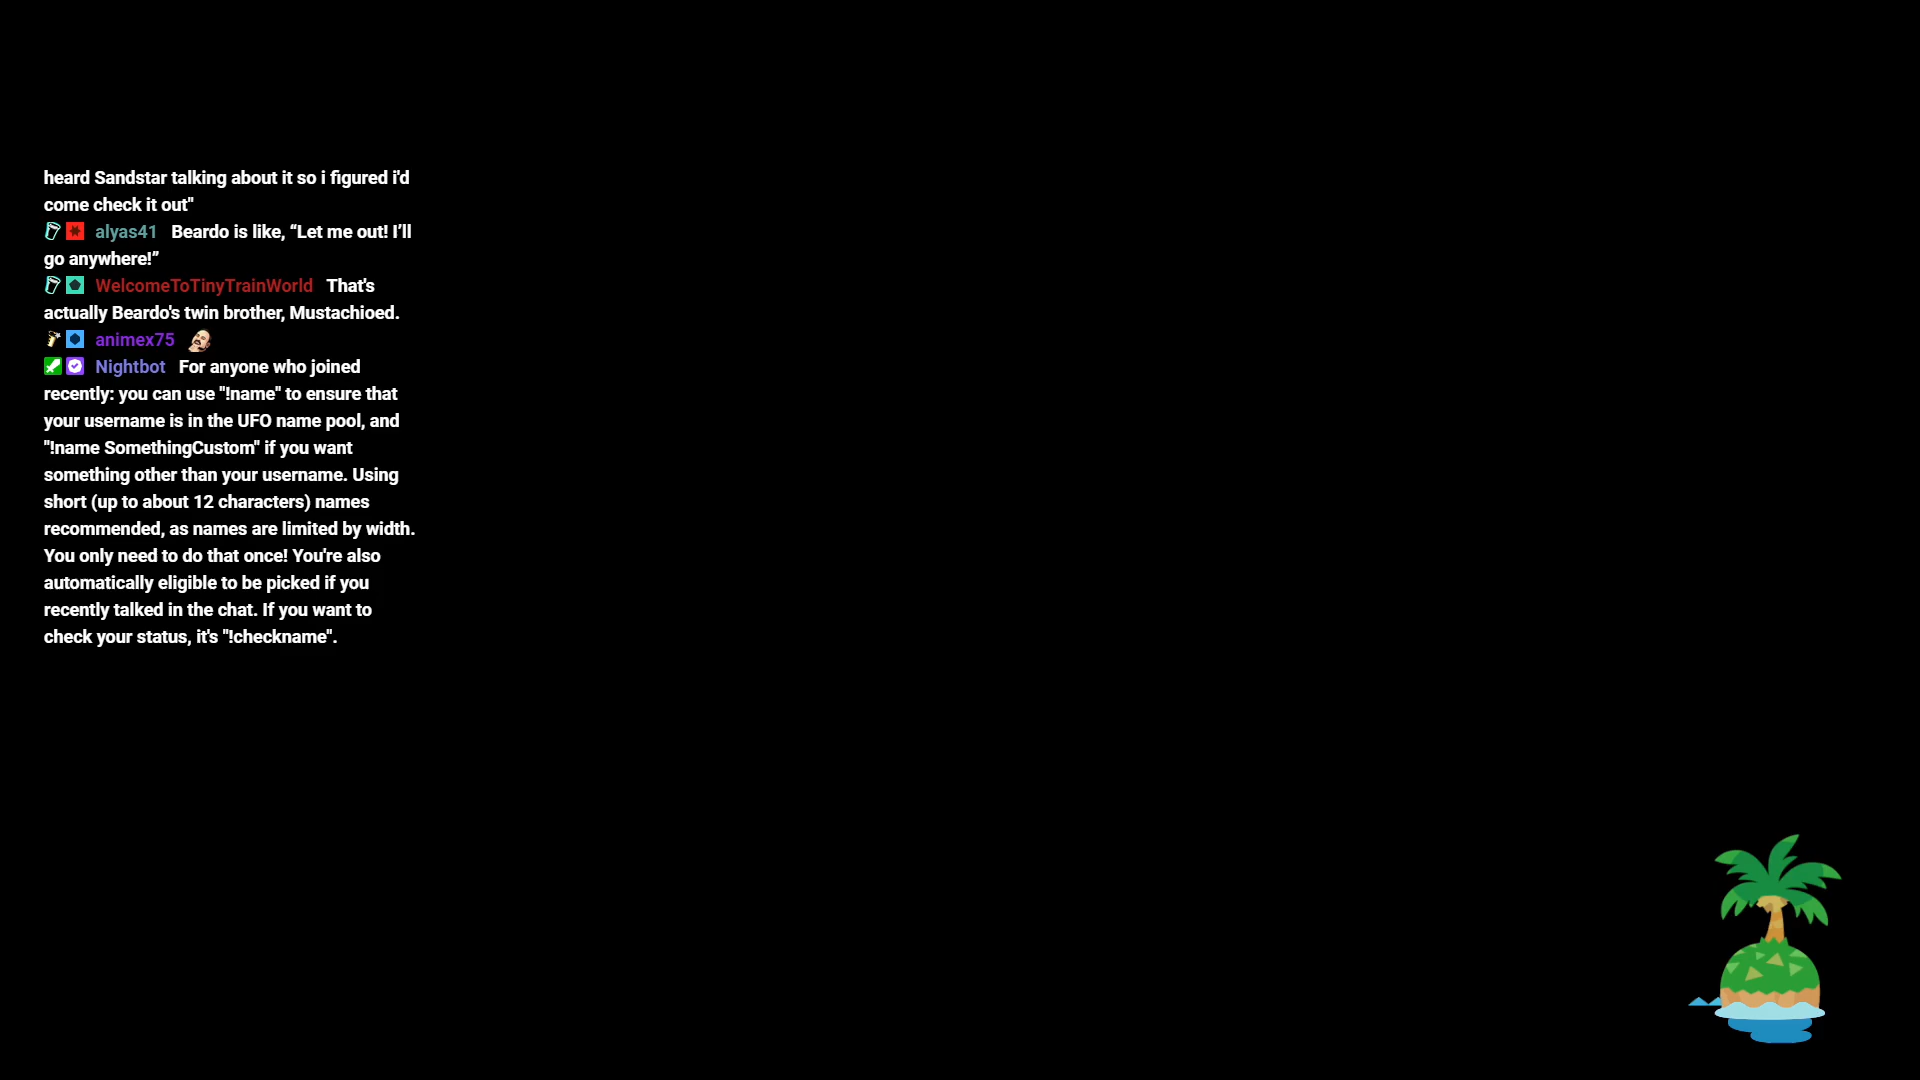 heard Sandstar talking about it so i figured i'd
come check it out"
alyas41 Beardo is like, “Let me out! I’ll
go anywhere!”
WelcomeToTinyTrainWorld That's
actually Beardo's twin brother, Mustachioed.
animex75
Nightbot For anyone who joined
recently: you can use "!name" to ensure that
your username is in the UFO name pool, and
"!name SomethingCustom" if you want
something other than your username. Using
short (up to about 12 characters) names
recommended, as names are limited by width.
You only need to do that once! You're also
automatically eligible to be picked if you
recently talked in the chat. If you want to
check your status, it's "!checkname".